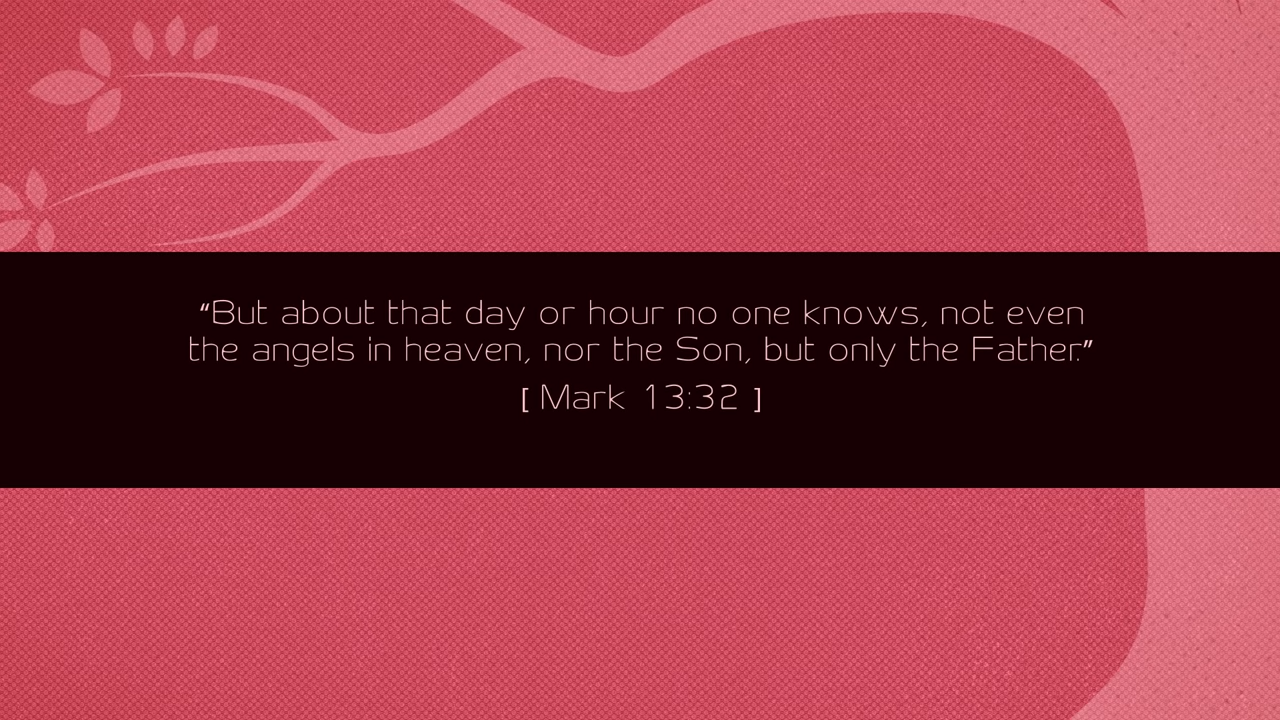 “But about that day or hour no one knows, not even
the angels in heaven, nor the Son, but only the Father.”
[ Mark 13:32 ]